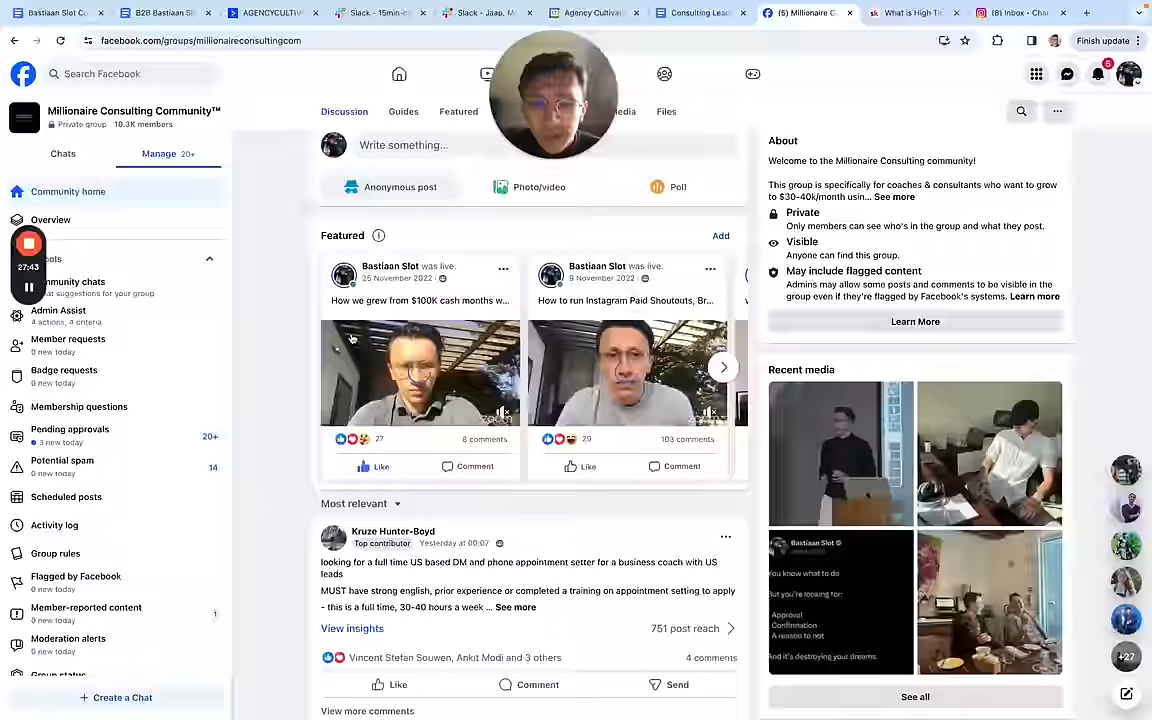 Bastiaan Slot Cu
B2B Bastiaan Sl
AGENCYCULTIV
Slack - 15min-ci
Slack - Jaap, M
Agency Cultivat
Consulting Lead
(5) Millionaire C
What is High-Ti
(8) Inbox - Cha
facebook.com/groups/millionaireconsultingcom
Finish update
Search Facebook
5
Millionaire Consulting Community™
Private group 10.3K members
Chats
Manage 20+
Community home
Overview
27:43
ools
mmunity chats
at suggestions for your group
Admin Assist
4 actions, 4 criteria
Member requests
0 new today
Badge requests
0 new today
Membership questions
Pending approvals
3 new today
20+
Potential spam
0 new today
14
Scheduled posts
Activity log
Group rules
Flagged by Facebook
0 new today
Member-reported content
0 new today
1
Moderation alerts
0 new today
Group status
+ Create a Chat
Discussion
Guides
Featured
edia
Files
Write something...
Anonymous post
Photo/video
Poll
Featured
Add
Bastiaan Slot was live.
25 November 2022
How we grew from $100K cash months w...
zoom
27
8 comments
Like
Comment
Bastiaan Slot was live.
9 November 2022
How to run Instagram Paid Shoutouts, Br...
zoom
29
103 comments
Like
Comment
Most relevant
Kruze Hunter-Boyd
Top contributor Yesterday at 00:07
looking for a full time US based DM and phone appointment setter for a business coach with US
leads
MUST have strong english, prior experience or completed a training on appointment setting to apply
- this is a full time, 30-40 hours a week ... See more
View insights
751 post reach
Vincent Stefan Souwen, Ankit Modi and 3 others
4 comments
Like
Comment
Send
View more comments
About
Welcome to the Millionaire Consulting community!
This group is specifically for coaches & consultants who want to grow
to $30-40k/month usin... See more
Private
Only members can see who's in the group and what they post.
Visible
Anyone can find this group.
May include flagged content
Admins may allow some posts and comments to be visible in the
group even if they're flagged by Facebook's systems. Learn more
Learn More
Recent media
Bastiaan Slot
You know what to do
But you're looking for:
Approval
Confirmation
A reason to not
And it's destroying your dreams.
See all
+27